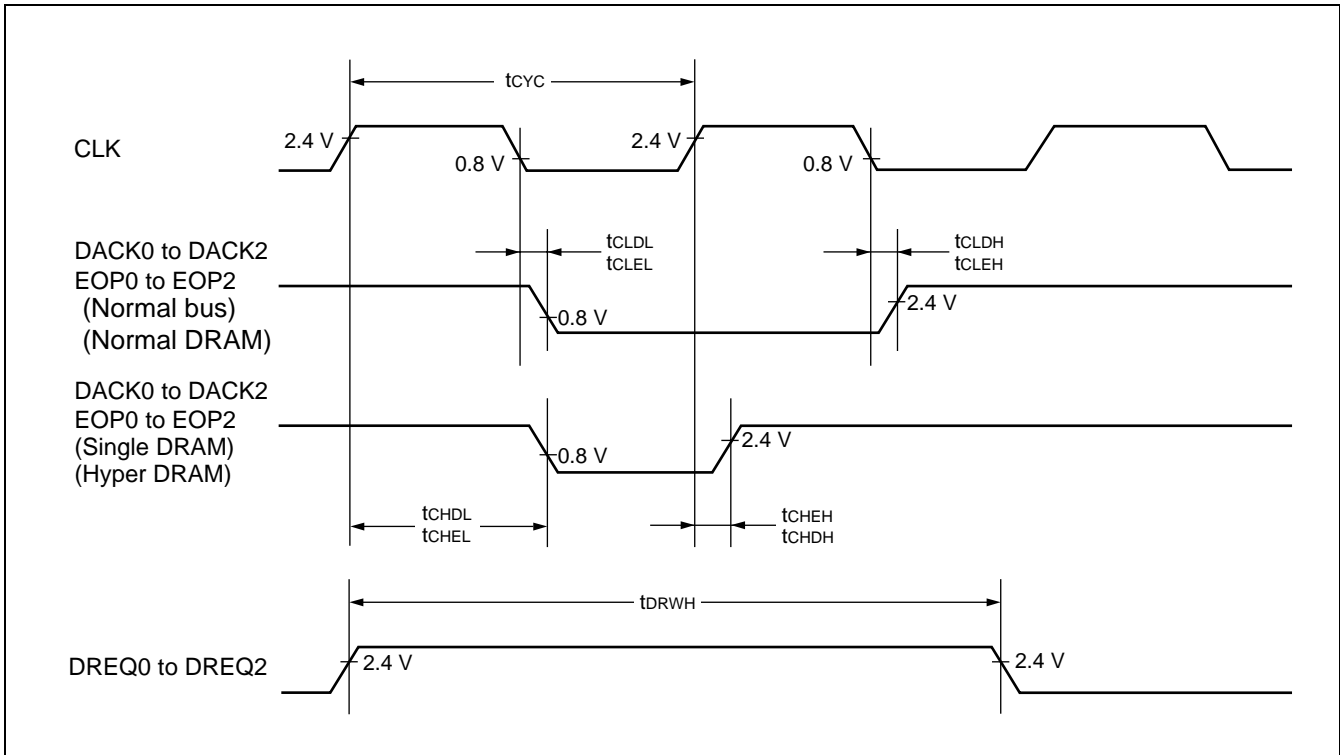 tCYC
CLK
2.4 V
0.8 V
2.4 V
0.8 V
DACK0 to DACK2
EOP0 to EOP2
(Normal bus)
(Normal DRAM)
tCLDL
tCLEL
tCLDH
tCLEH
0.8 V
2.4 V
DACK0 to DACK2
EOP0 to EOP2
(Single DRAM)
(Hyper DRAM)
0.8 V
2.4 V
tCHDL
tCHEL
tCHEH
tCHDH
tDRWH
DREQ0 to DREQ2
2.4 V
2.4 V